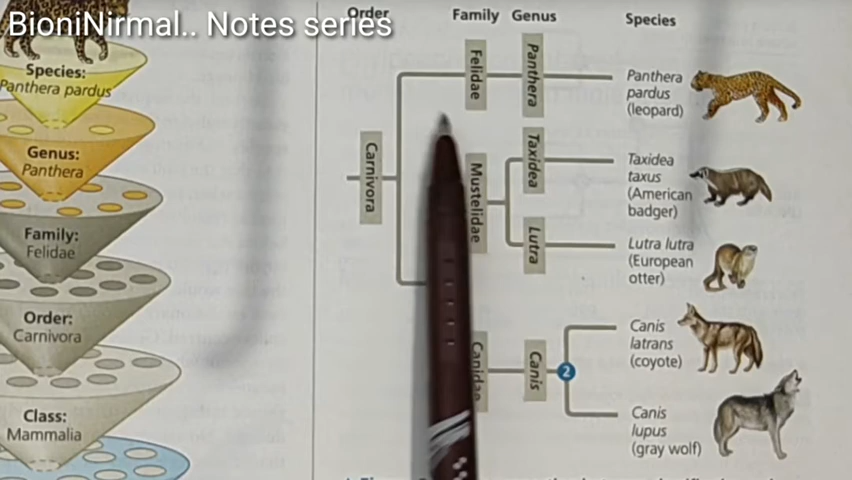 BioniNirmal.. Notes series
Species:
Panthera pardus
Genus:
Panthera
Family:
Felidae
Order:
Carnivora
Class:
Mammalia
Order
Family
Genus
Species
Carnivora
Felidae
Panthera
Panthera
pardus
(leopard)
Mustelidae
Taxidea
Taxidea
taxus
(American
badger)
Lutra
Lutra lutra
(European
otter)
Canidae
Canis
2
Canis
latrans
(coyote)
Canis
lupus
(gray wolf)